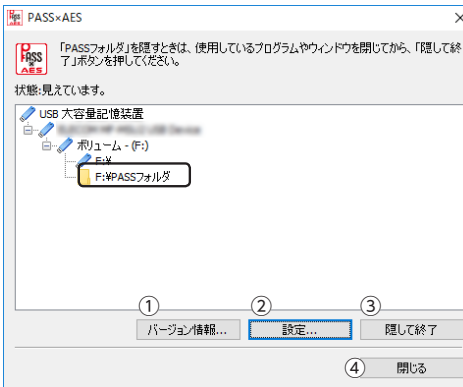 PASS×AES
PASS
×
AES
「PASSフォルダ」を隠すときは、使用しているプログラムやウィンドウを閉じてから、「隠して終
了」ボタンを押してください。
状態:見えています。
USB 大容量記憶装置
ボリューム - (F:)
F:¥
F:¥PASSフォルダ
① ② ③
バージョン情報... 設定... 隠して終了
④ 閉じる